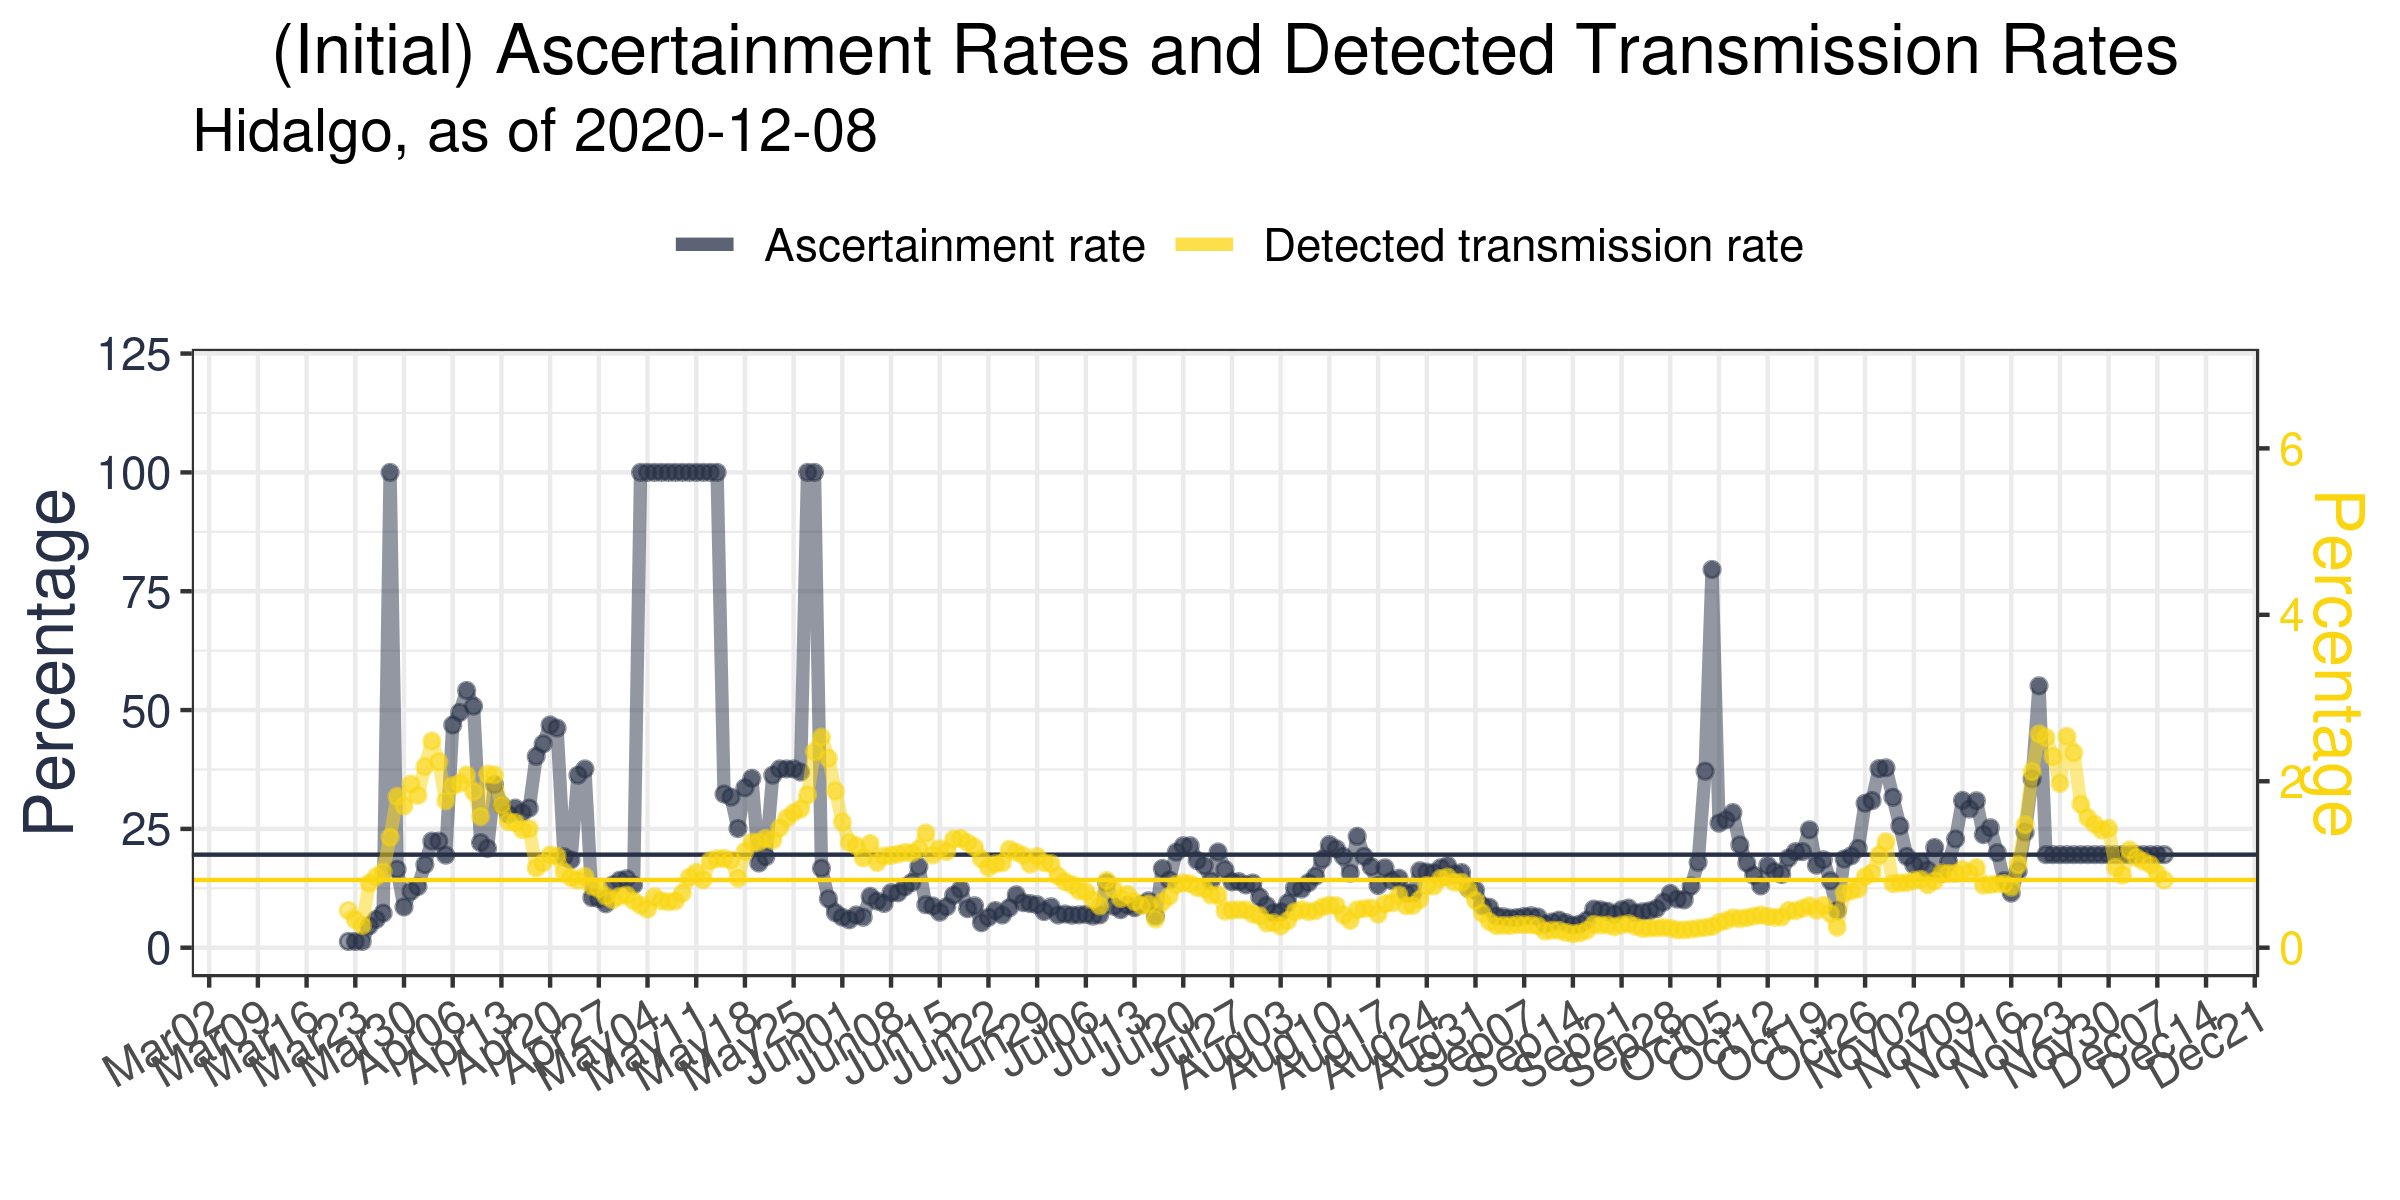 (Initial) Ascertainment Rates and Detected Transmission Rates
Hidalgo, as of 2020-12-08
Ascertainment rate
Detected transmission rate
Percentage
125
100
75
50
25
0
6
4
2
0
Percentage
Mar02
Mar09
Mar16
Mar23
Mar30
Apr06
Apr13
Apr20
Apr27
May04
May11
May18
May25
Jun01
Jun08
Jun15
Jun22
Jun29
Jul06
Jul13
Jul20
Jul27
Aug03
Aug10
Aug17
Aug24
Aug31
Sep07
Sep14
Sep21
Sep28
Oct05
Oct12
Oct19
Oct26
Nov02
Nov09
Nov16
Nov23
Nov30
Dec07
Dec14
Dec21